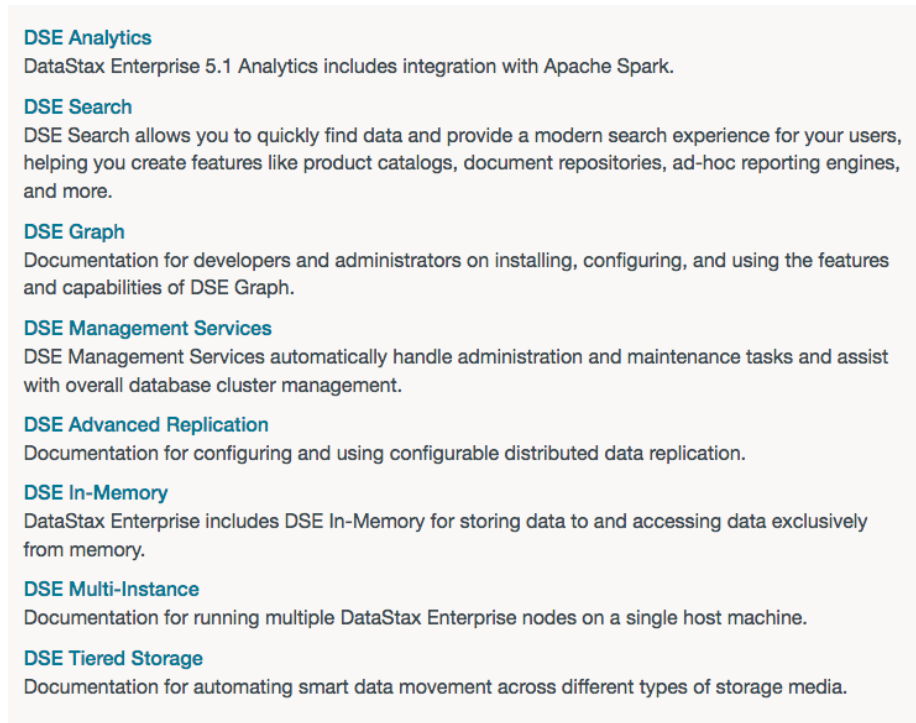 DSE Analytics
DataStax Enterprise 5.1 Analytics includes integration with Apache Spark.
DSE Search
DSE Search allows you to quickly find data and provide a modern search experience for your users,
helping you create features like product catalogs, document repositories, ad-hoc reporting engines,
and more.
DSE Graph
Documentation for developers and administrators on installing, configuring, and using the features
and capabilities of DSE Graph.
DSE Management Services
DSE Management Services automatically handle administration and maintenance tasks and assist
with overall database cluster management.
DSE Advanced Replication
Documentation for configuring and using configurable distributed data replication.
DSE In-Memory
DataStax Enterprise includes DSE In-Memory for storing data to and accessing data exclusively
from memory.
DSE Multi-Instance
Documentation for running multiple DataStax Enterprise nodes on a single host machine.
DSE Tiered Storage
Documentation for automating smart data movement across different types of storage media.